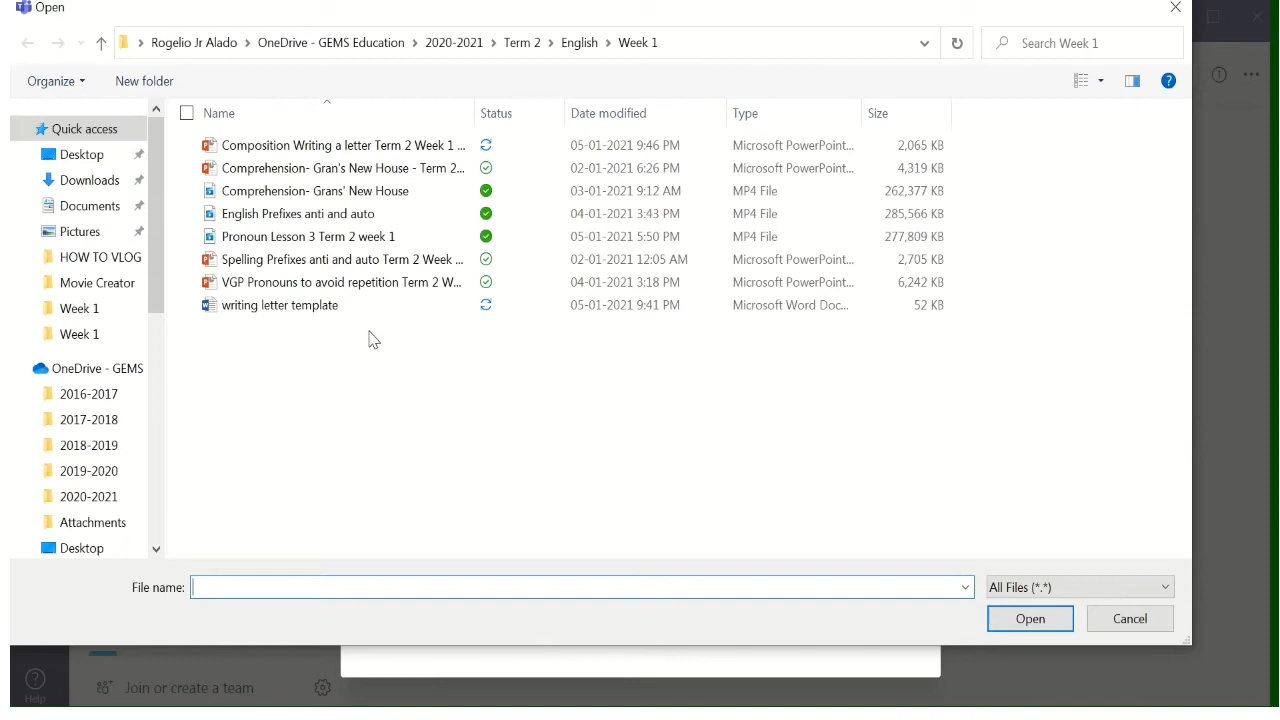 Open
Rogelio Jr Alado > OneDrive - GEMS Education > 2020-2021 > Term 2 > English > Week 1
Search Week 1
Organize
New folder
Name
Status
Date modified
Type
Size
Composition Writing a letter Term 2 Week 1 ... 05-01-2021 9:46 PM Microsoft PowerPoint... 2,065 KB
Comprehension- Gran's New House - Term 2... 02-01-2021 6:26 PM Microsoft PowerPoint... 4,319 KB
Comprehension- Grans' New House 03-01-2021 9:12 AM MP4 File 262,377 KB
English Prefixes anti and auto 04-01-2021 3:43 PM MP4 File 285,566 KB
Pronoun Lesson 3 Term 2 week 1 05-01-2021 5:50 PM MP4 File 277,809 KB
Spelling Prefixes anti and auto Term 2 Week ... 02-01-2021 12:05 AM Microsoft PowerPoint... 2,705 KB
VGP Pronouns to avoid repetition Term 2 W... 04-01-2021 3:18 PM Microsoft PowerPoint... 6,242 KB
writing letter template 05-01-2021 9:41 PM Microsoft Word Doc... 52 KB
Quick access
Desktop
Downloads
Documents
Pictures
HOW TO VLOG
Movie Creator
Week 1
Week 1
OneDrive - GEMS
2016-2017
2017-2018
2018-2019
2019-2020
2020-2021
Attachments
Desktop
File name:
All Files (*.*)
Open
Cancel
Help
Join or create a team